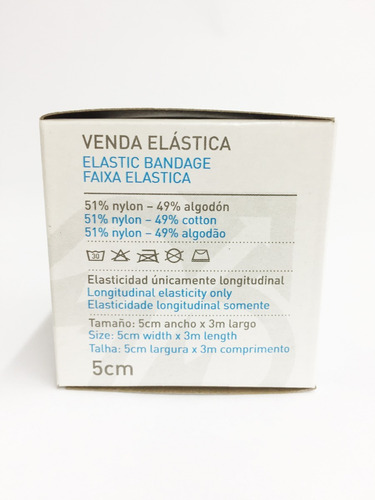 VENDA ELÁSTICA
ELASTIC BANDAGE
FAIXA ELASTICA
51% nylon – 49% algodón
51% nylon – 49% cotton
51% nylon – 49% algodão
30
Elasticidad únicamente longitudinal
Longitudinal elasticity only
Elasticidade longitudinal somente
Tamaño: 5cm ancho x 3m largo
Size: 5cm width x 3m length
Talha: 5cm largura x 3m comprimento
5cm